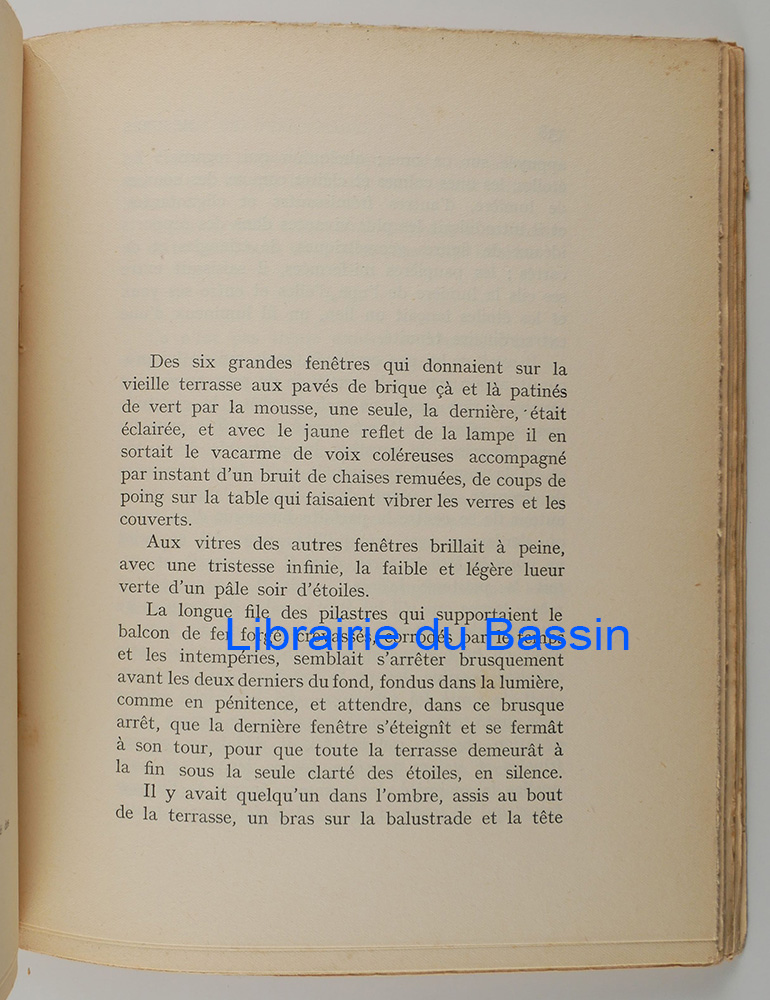 Des six grandes fenêtres qui donnaient sur la
vieille terrasse aux pavés de brique çà et là patinés
de vert par la mousse, une seule, la dernière, était
éclairée, et avec le jaune reflet de la lampe il en
sortait le vacarme de voix coléreuses accompagné
par instant d'un bruit de chaises remuées, de coups de
poing sur la table qui faisaient vibrer les verres et les
couverts.
Aux vitres des autres fenêtres brillait à peine,
avec une tristesse infinie, la faible et légère lueur
verte d'un pâle soir d'étoiles.
La longue file des pilastres qui supportaient le
balcon de fer forgé crevassés, corrodés par le temps
Librairie du Bassin
et les intempéries, semblait s'arrêter brusquement
avant les deux derniers du fond, fondus dans la lumière,
comme en pénitence, et attendre, dans ce brusque
arrêt, que la dernière fenêtre s'éteignît et se fermât
à son tour, pour que toute la terrasse demeurât à
la fin sous la seule clarté des étoiles, en silence.
Il y avait quelqu'un dans l'ombre, assis au bout
de la terrasse, un bras sur la balustrade et la tête